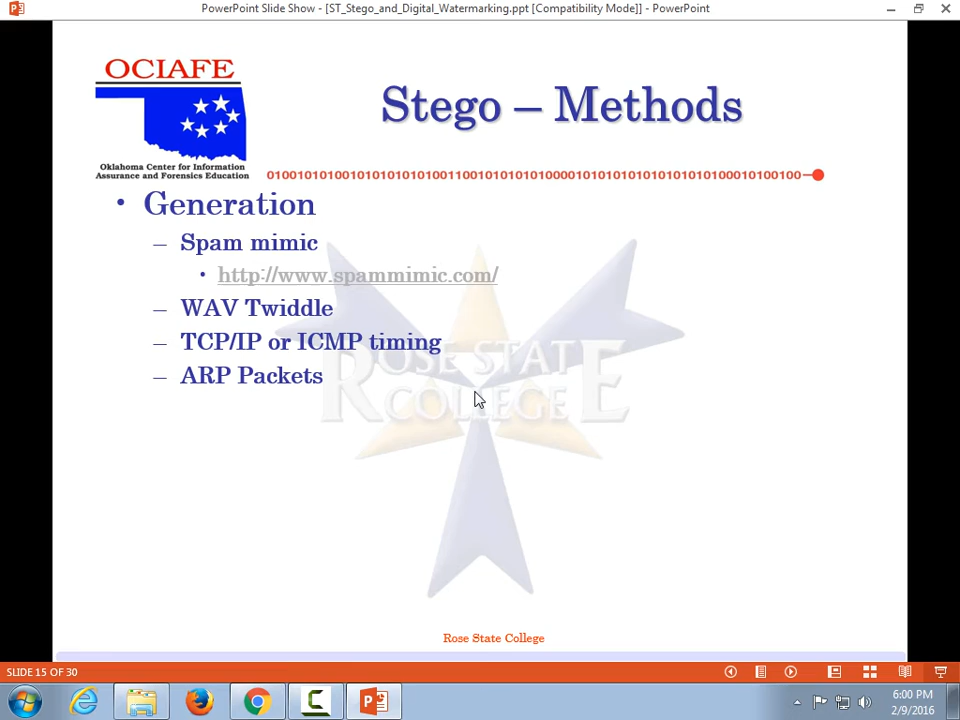 PowerPoint Slide Show - [ST_Stego_and_Digital_Watermarking.ppt [Compatibility Mode]] - PowerPoint
OCIAFE
Oklahoma Center for Information
Assurance and Forensics Education
Stego – Methods
• Generation
– Spam mimic
• http://www.spammimic.com/
– WAV Twiddle
– TCP/IP or ICMP timing
– ARP Packets
ROSE STATE
COLLEGE
Rose State College
SLIDE 15 OF 30
6:00 PM
2/9/2016